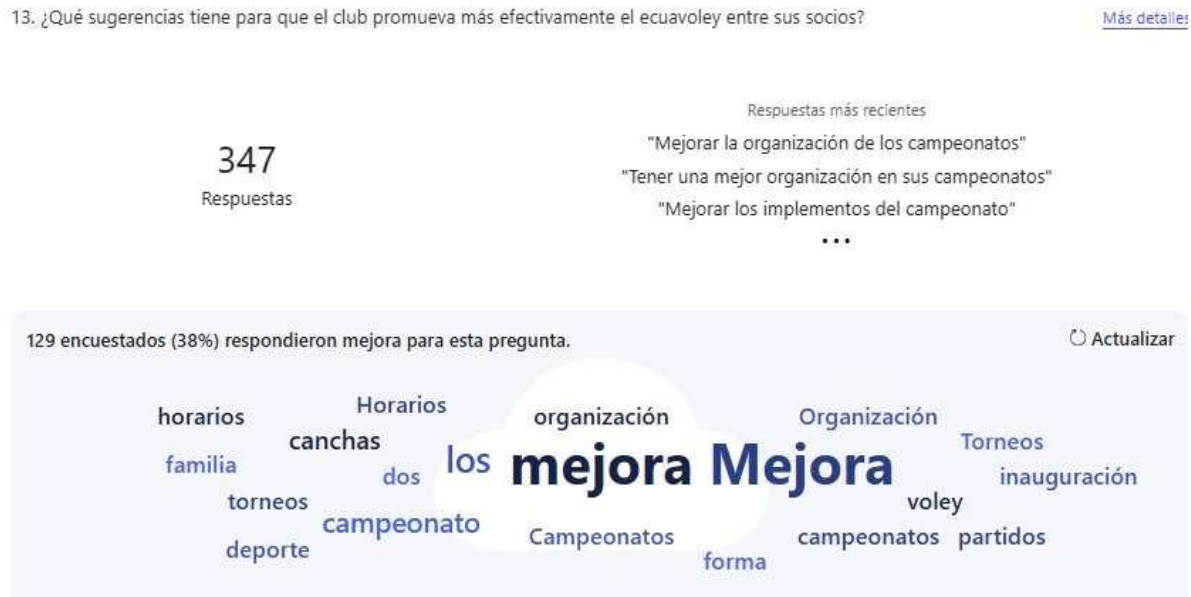 13. ¿Qué sugerencias tiene para que el club promueva más efectivamente el ecuavoley entre sus socios?
Más detalles
Respuestas más recientes
347
Respuestas
"Mejorar la organización de los campeonatos"
"Tener una mejor organización en sus campeonatos"
"Mejorar los implementos del campeonato"
...
129 encuestados (38%) respondieron mejora para esta pregunta.
Actualizar
horarios Horarios organización Organización
canchas Torneos
familia dos los mejora Mejora inauguración
torneos voley
campeonato Campeonatos campeonatos partidos
deporte forma